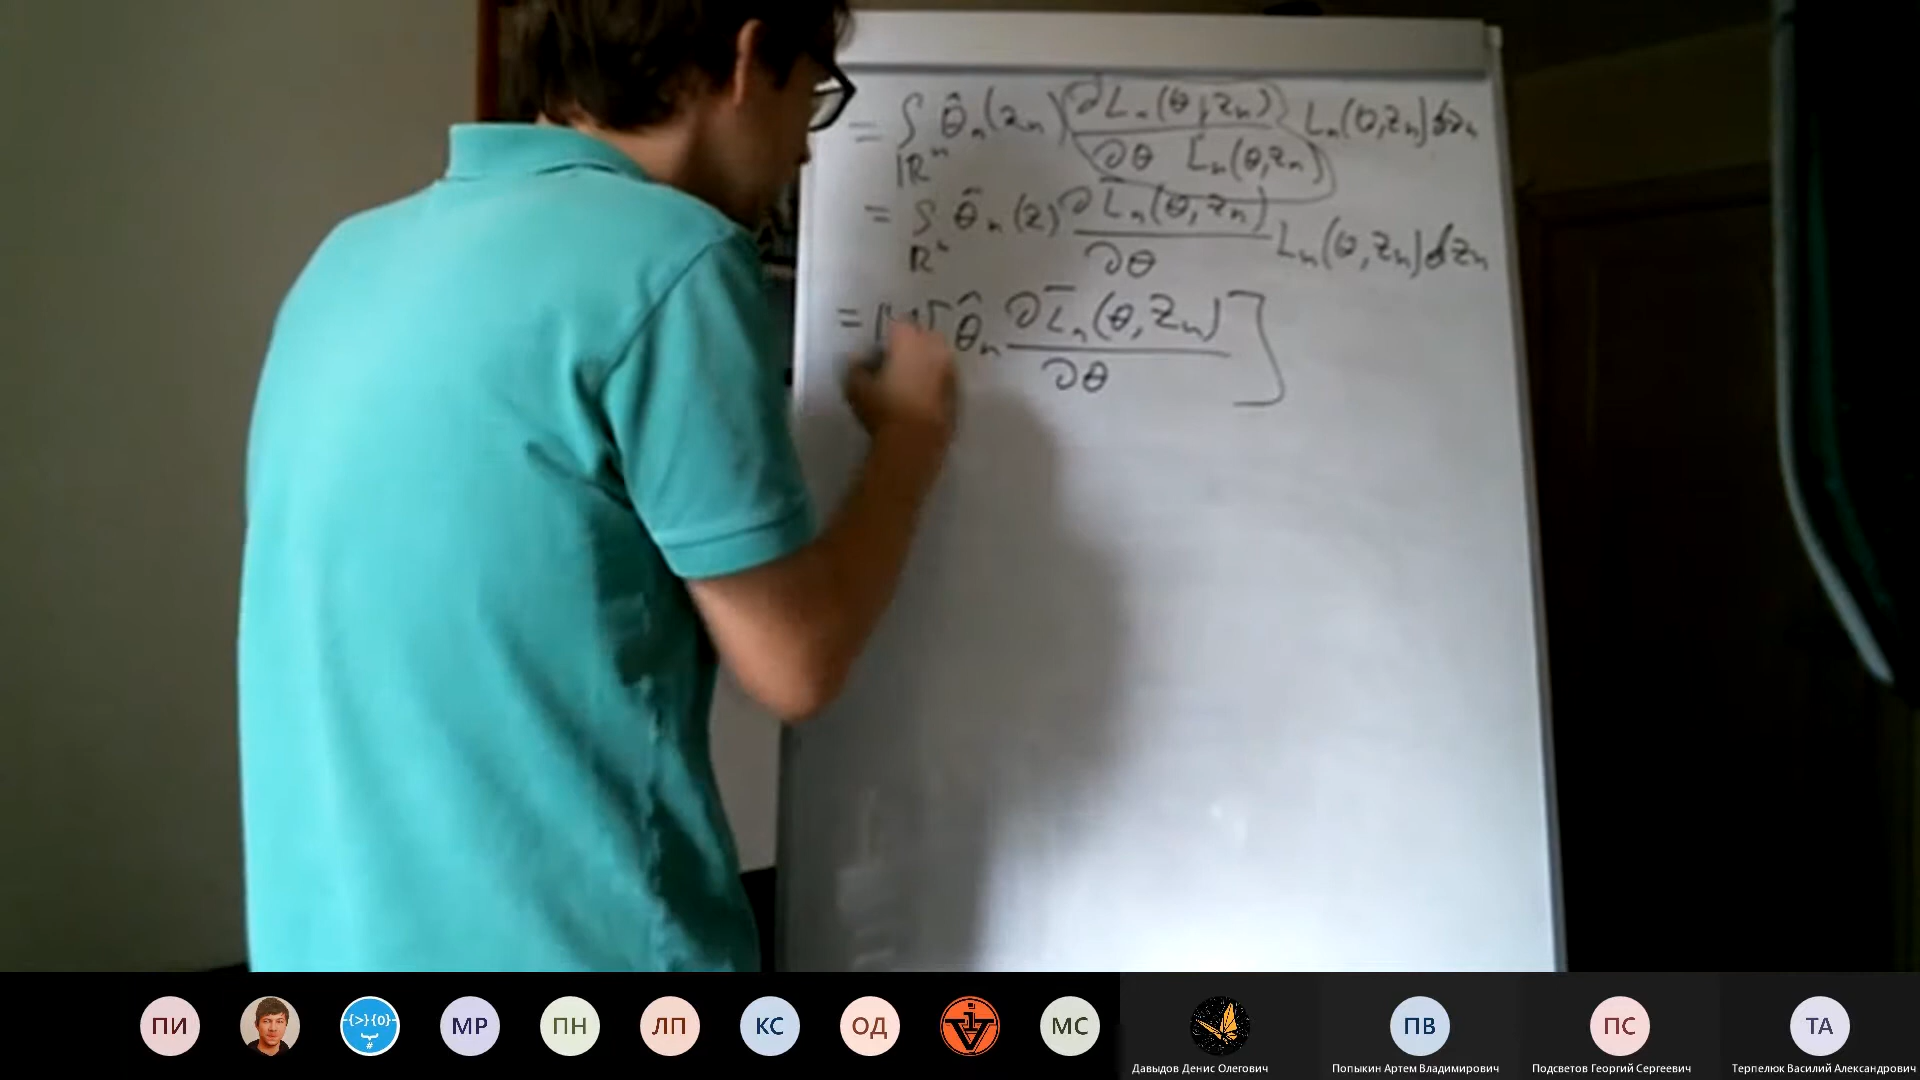 = ∫ θ̂ₙ(zₙ) ∂Lₙ(θ,zₙ) Lₙ(θ,zₙ)dzₙ
ℝⁿ ∂θ Lₙ(θ,zₙ)
= ∫ θ̂ₙ(z) ∂L̄ₙ(θ,zₙ) Lₙ(θ,zₙ)dzₙ
ℝⁿ ∂θ
= θ̂ₙ ∂L̄ₙ(θ,Zₙ) ]
∂θ
ПИ {>}{0} # МР ПН ЛП КС ОД МС ПВ ПС ТА
Давыдов Денис Олегович Попыкин Артем Владимирович Подсветов Георгий Сергеевич Терпелюк Василий Александрович